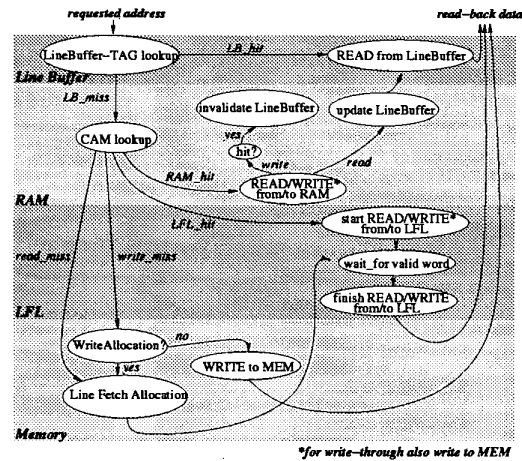 requested address
read-back data
LineBuffer-TAG lookup
LB_hit
READ from LineBuffer
Line Buffer
LB_miss
invalidate LineBuffer
update LineBuffer
CAM lookup
yes
hit?
write
read
RAM_hit
READ/WRITE*
from/to RAM
RAM
LFL_hit
start READ/WRITE*
from/to LFL
read_miss
write_miss
wait_for valid word
finish READ/WRITE
from/to LFL
LFL
WriteAllocation?
no
yes
WRITE to MEM
Line Fetch Allocation
Memory
*for write-through also write to MEM